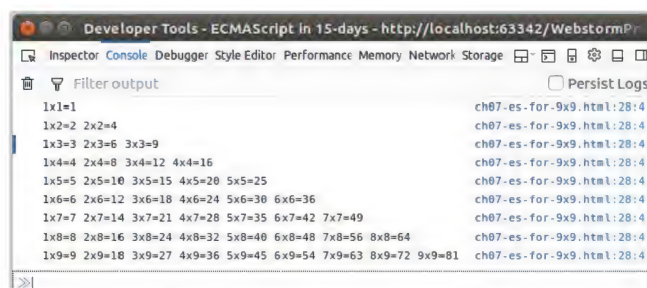 Developer Tools - ECMAScript in 15-days - http://localhost:63342/WebstormPr
Inspector Console Debugger Style Editor Performance Memory Network Storage
Filter output Persist Logs
1x1=1 ch07-es-for-9x9.html:28:4
1x2=2 2x2=4 ch07-es-for-9x9.html:28:4
1x3=3 2x3=6 3x3=9 ch07-es-for-9x9.html:28:4
1x4=4 2x4=8 3x4=12 4x4=16 ch07-es-for-9x9.html:28:4
1x5=5 2x5=10 3x5=15 4x5=20 5x5=25 ch07-es-for-9x9.html:28:4
1x6=6 2x6=12 3x6=18 4x6=24 5x6=30 6x6=36 ch07-es-for-9x9.html:28:4
1x7=7 2x7=14 3x7=21 4x7=28 5x7=35 6x7=42 7x7=49 ch07-es-for-9x9.html:28:4
1x8=8 2x8=16 3x8=24 4x8=32 5x8=40 6x8=48 7x8=56 8x8=64 ch07-es-for-9x9.html:28:4
1x9=9 2x9=18 3x9=27 4x9=36 5x9=45 6x9=54 7x9=63 8x9=72 9x9=81 ch07-es-for-9x9.html:28:4